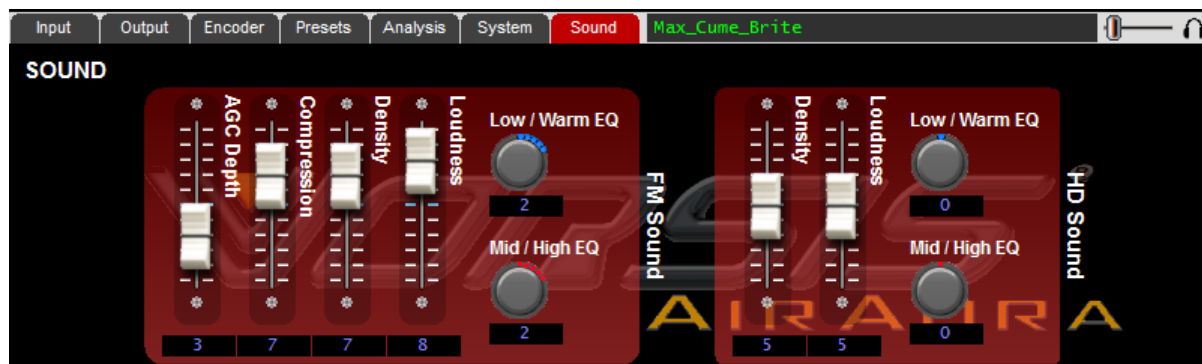 Input Output Encoder Presets Analysis System Sound Max_Cume_Brite
SOUND
AGC Depth
Compression
Density
Loudness
Low / Warm EQ
2
Mid / High EQ
2
3 7 7 8
FM Sound
Density
Loudness
Low / Warm EQ
0
Mid / High EQ
0
5 5
HD Sound
VORSIS
AIRAURA